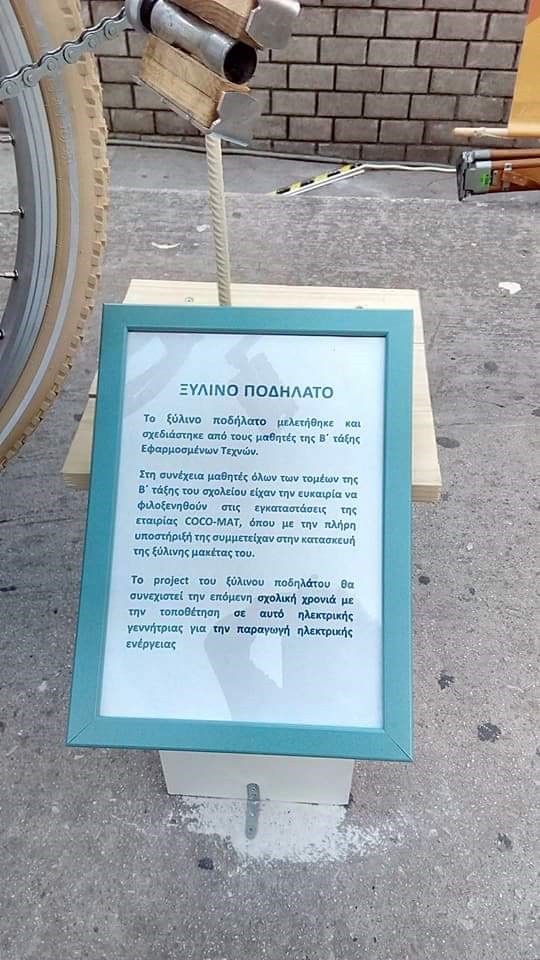 ΞΥΛΙΝΟ ΠΟΔΗΛΑΤΟ
Το ξύλινο ποδήλατο μελετήθηκε και
σχεδιάστηκε από τους μαθητές της Β΄ τάξης
Εφαρμοσμένων Τεχνών.
Στη συνέχεια μαθητές όλων των τομέων της
Β΄ τάξης του σχολείου είχαν την ευκαιρία να
φιλοξενηθούν στις εγκαταστάσεις της
εταιρίας COCO-MAT, όπου με την πλήρη
υποστήριξή της συμμετείχαν στην κατασκευή
της ξύλινης μακέτας του.
Το project του ξύλινου ποδηλάτου θα
συνεχιστεί την επόμενη σχολική χρονιά με
την τοποθέτηση σε αυτό ηλεκτρικής
γεννήτριας για την παραγωγή ηλεκτρικής
ενέργειας